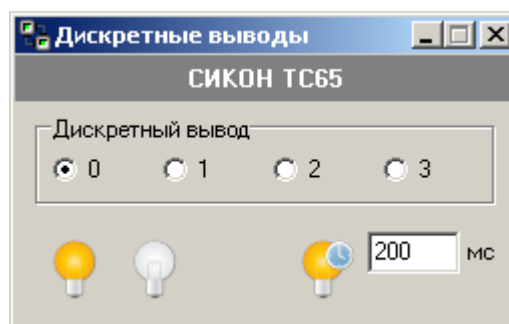 Дискретные выводы
СИКОН ТС65
Дискретный вывод
0 1 2 3
200 мс